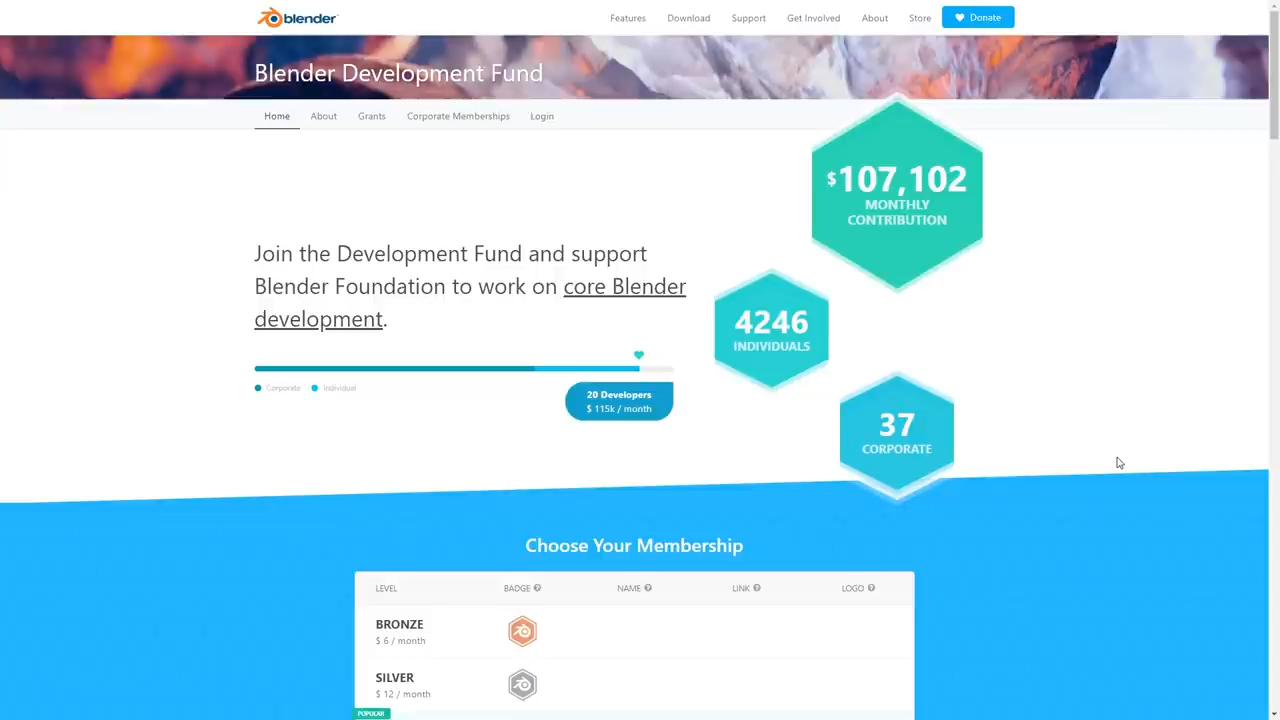 blender
Features Download Support Get Involved About Store Donate
Blender Development Fund
Home About Grants Corporate Memberships Login
$107,102
MONTHLY
CONTRIBUTION
Join the Development Fund and support
Blender Foundation to work on core Blender
development.
4246
INDIVIDUALS
Corporate Individual
20 Developers
$ 115k / month
37
CORPORATE
Choose Your Membership
LEVEL BADGE NAME LINK LOGO
BRONZE
$ 6 / month
SILVER
$ 12 / month
POPULAR